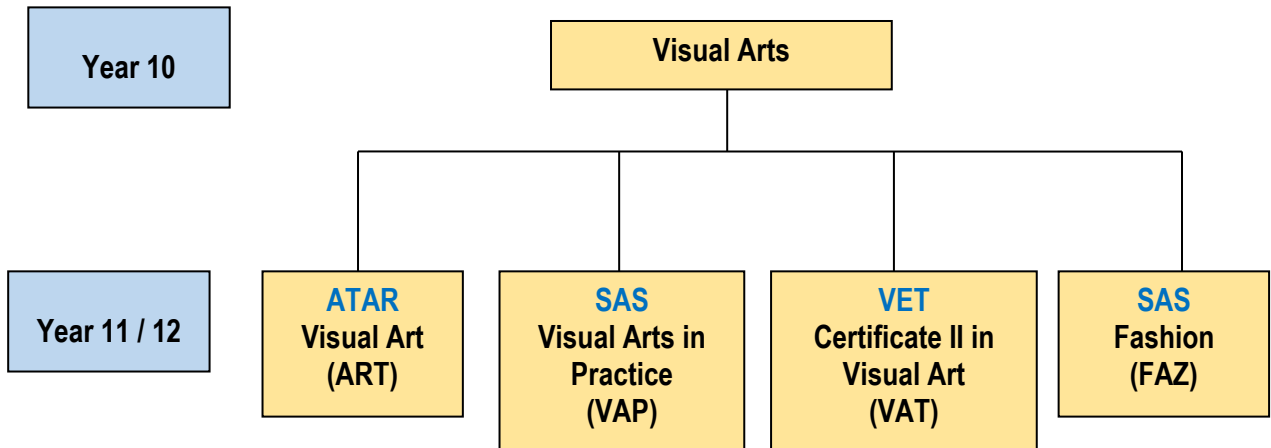 Year 10
Visual Arts
Year 11 / 12
ATAR
Visual Art
(ART)
SAS
Visual Arts in
Practice
(VAP)
VET
Certificate II in
Visual Art
(VAT)
SAS
Fashion
(FAZ)